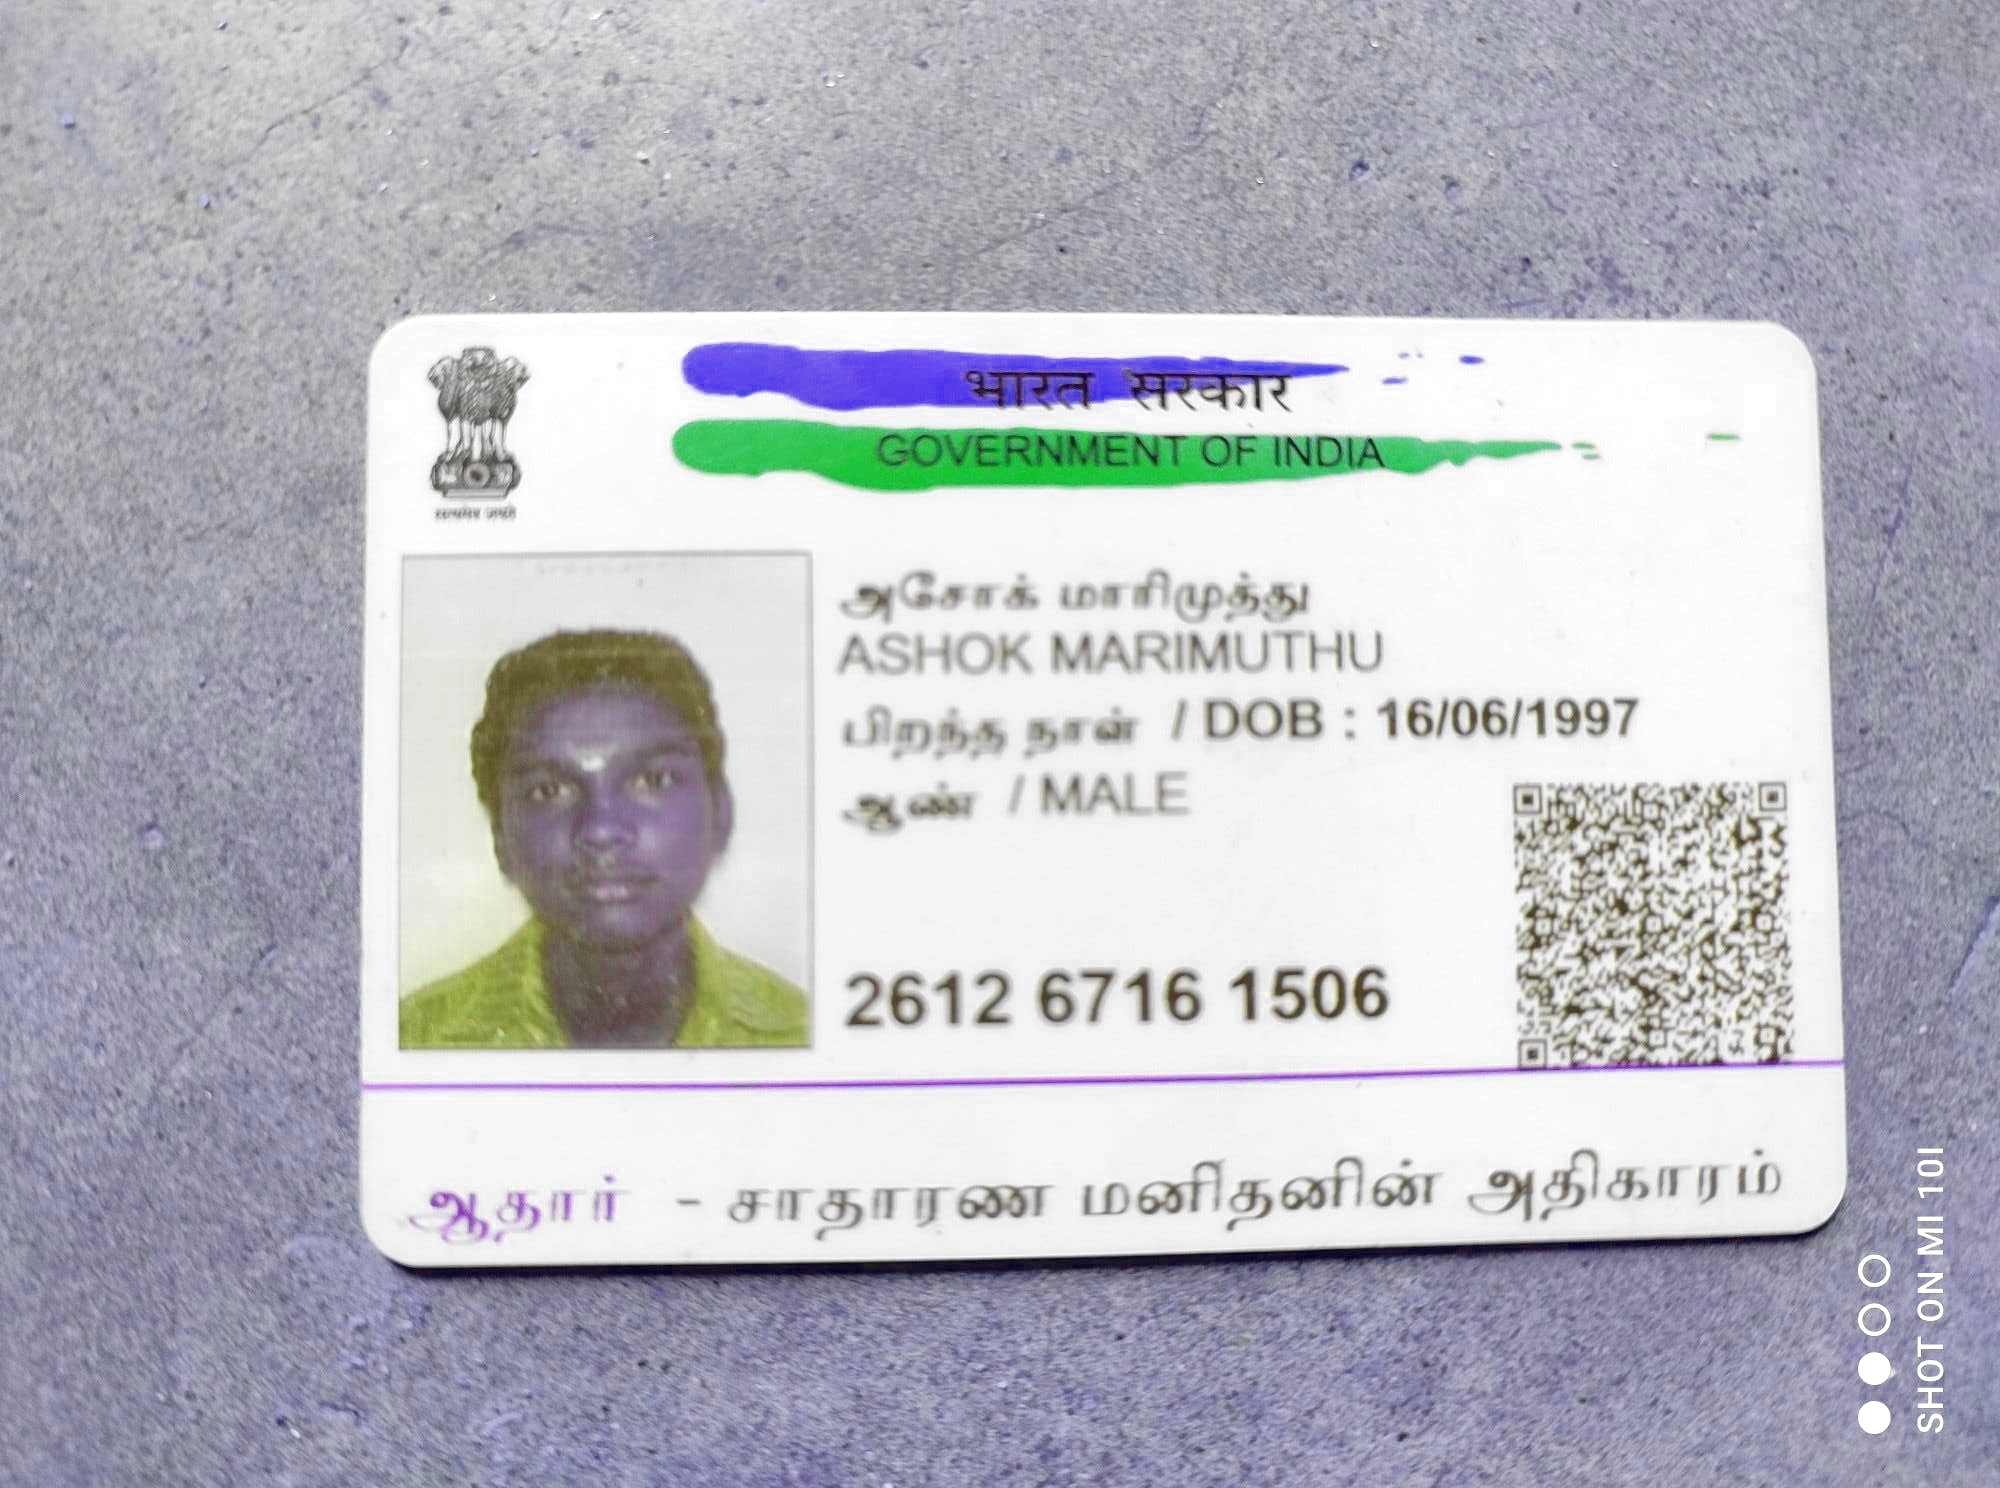 सत्यमेव जयते
भारत सरकार
GOVERNMENT OF INDIA
அசோக் மாரிமுத்து
ASHOK MARIMUTHU
பிறந்த நாள் / DOB : 16/06/1997
ஆண் / MALE
2612 6716 1506
ஆதார் - சாதாரண மனிதனின் அதிகாரம்
SHOT ON MI 10I